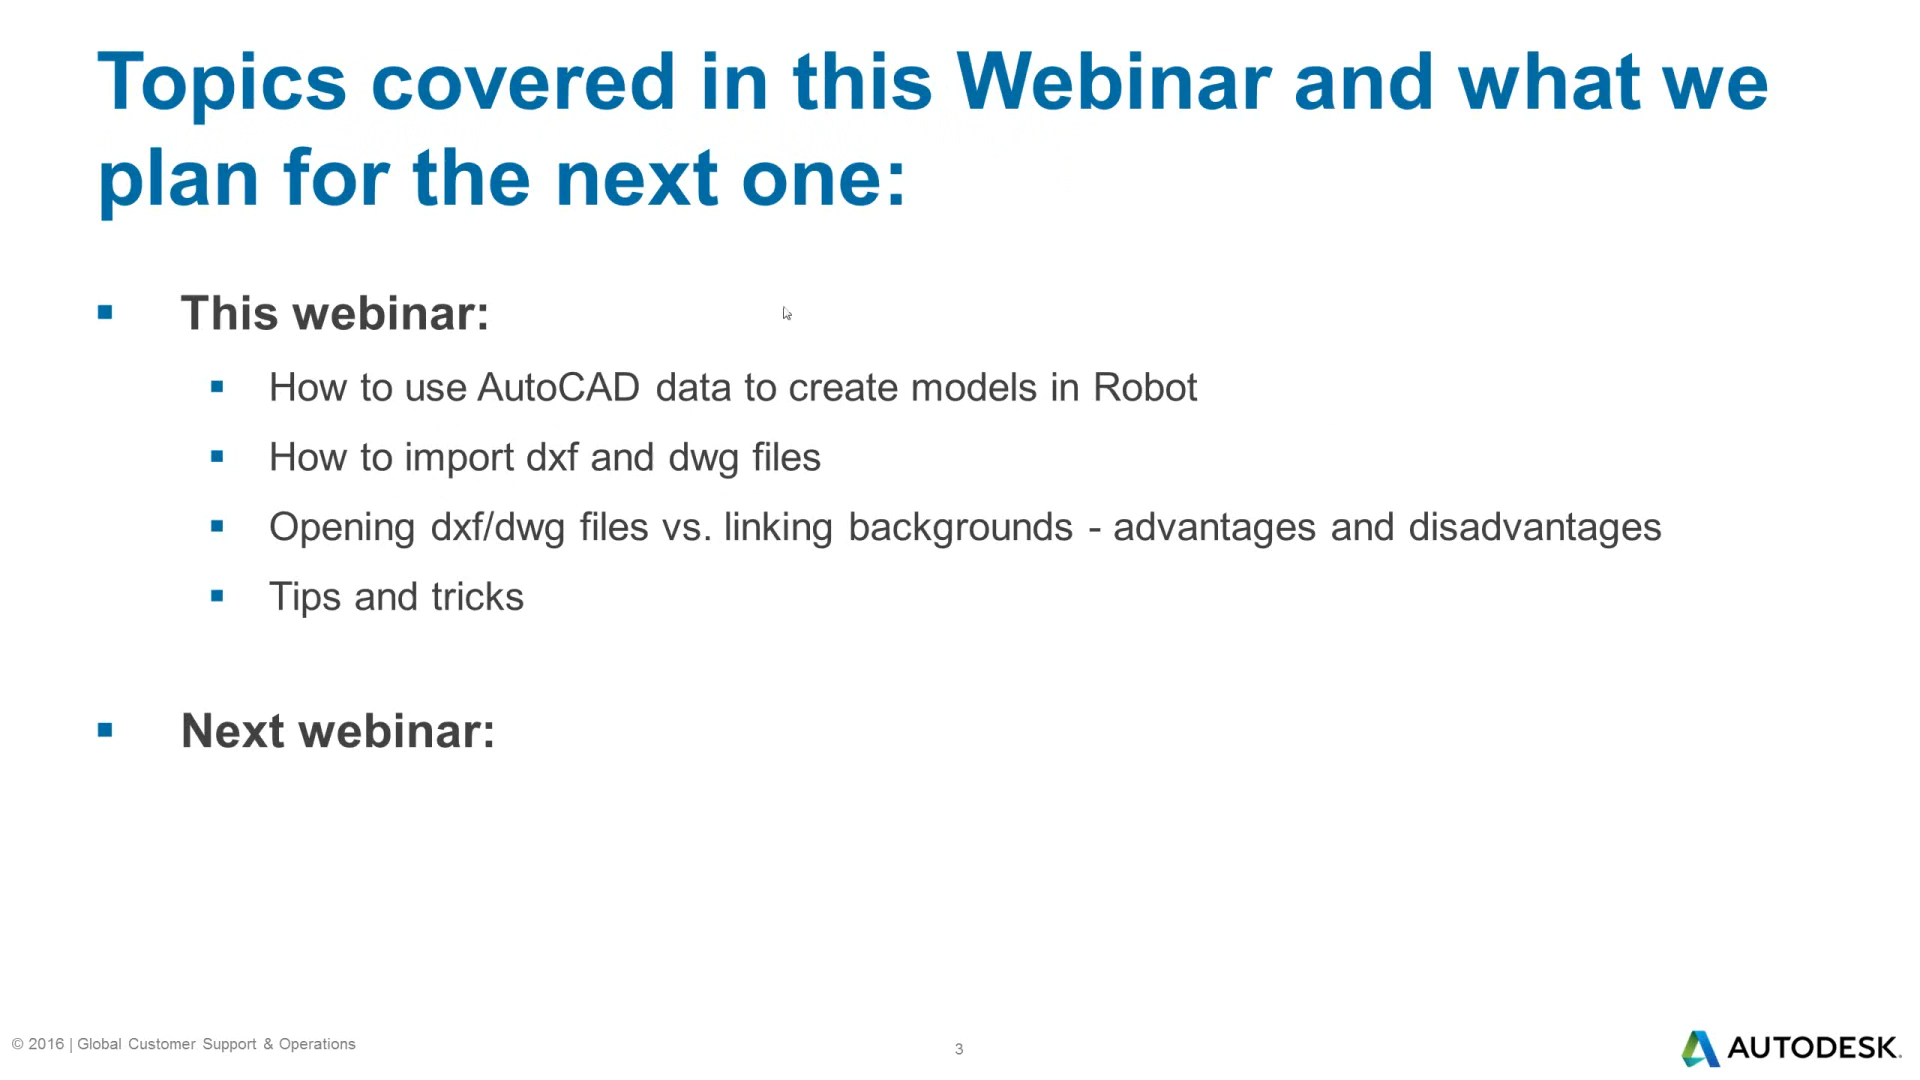 Topics covered in this Webinar and what we
plan for the next one:
▪ This webinar:
▪ How to use AutoCAD data to create models in Robot
▪ How to import dxf and dwg files
▪ Opening dxf/dwg files vs. linking backgrounds - advantages and disadvantages
▪ Tips and tricks
▪ Next webinar:
© 2016 | Global Customer Support & Operations
3
AUTODESK.